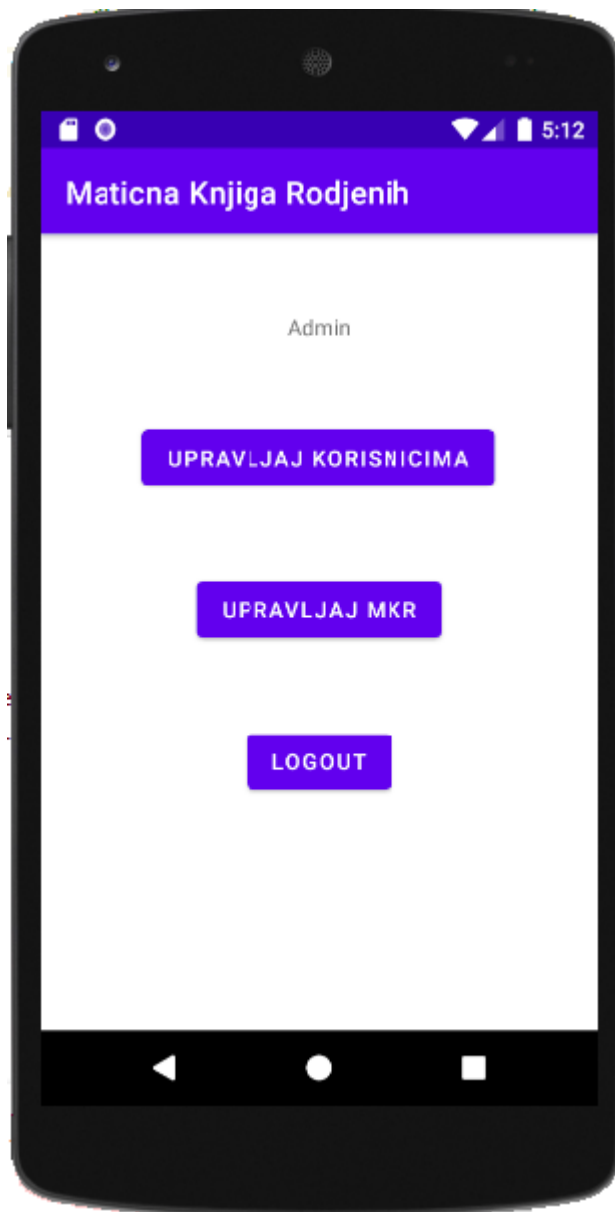 5:12
Maticna Knjiga Rodjenih
Admin
UPRAVLJAJ KORISNICIMA
UPRAVLJAJ MKR
LOGOUT